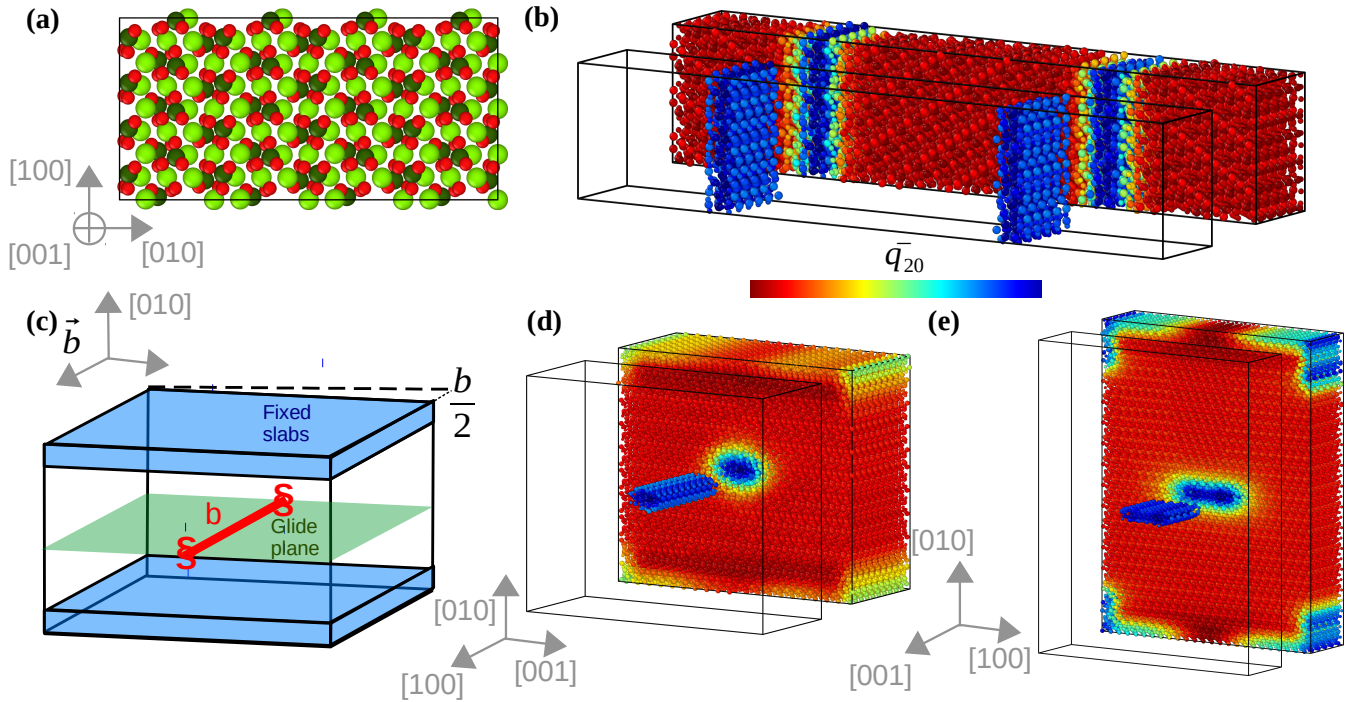 (a)
[100]
[001]
[010]
(b)
q̄₂₀
(c)
[010]
b⃗
b
2
Fixed
slabs
S
b
S
Glide
plane
(d)
[010]
[100]
[001]
(e)
[010]
[001]
[100]